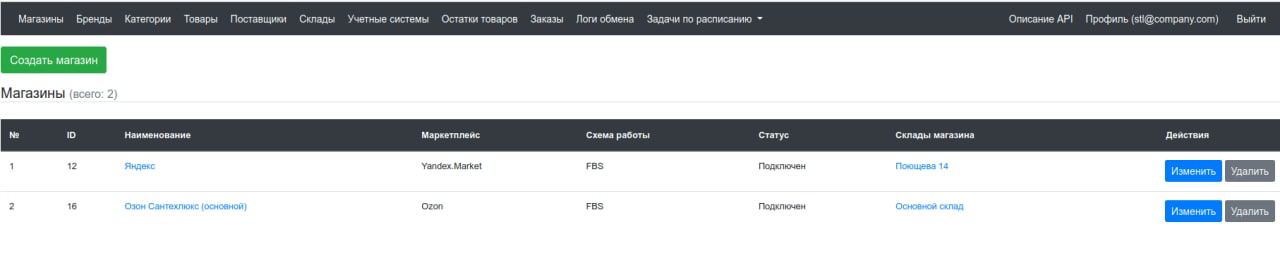 Магазины Бренды Категории Товары Поставщики Склады Учетные системы Остатки товаров Заказы Логи обмена Задачи по расписанию Описание API Профиль (stl@company.com) Выйти
Создать магазин
Магазины (всего: 2)
№ ID Наименование Маркетплейс Схема работы Статус Склады магазина Действия
1 12 Яндекс Yandex.Market FBS Подключен Поющева 14 Изменить Удалить
2 16 Озон Сантехлюкс (основной) Ozon FBS Подключен Основной склад Изменить Удалить